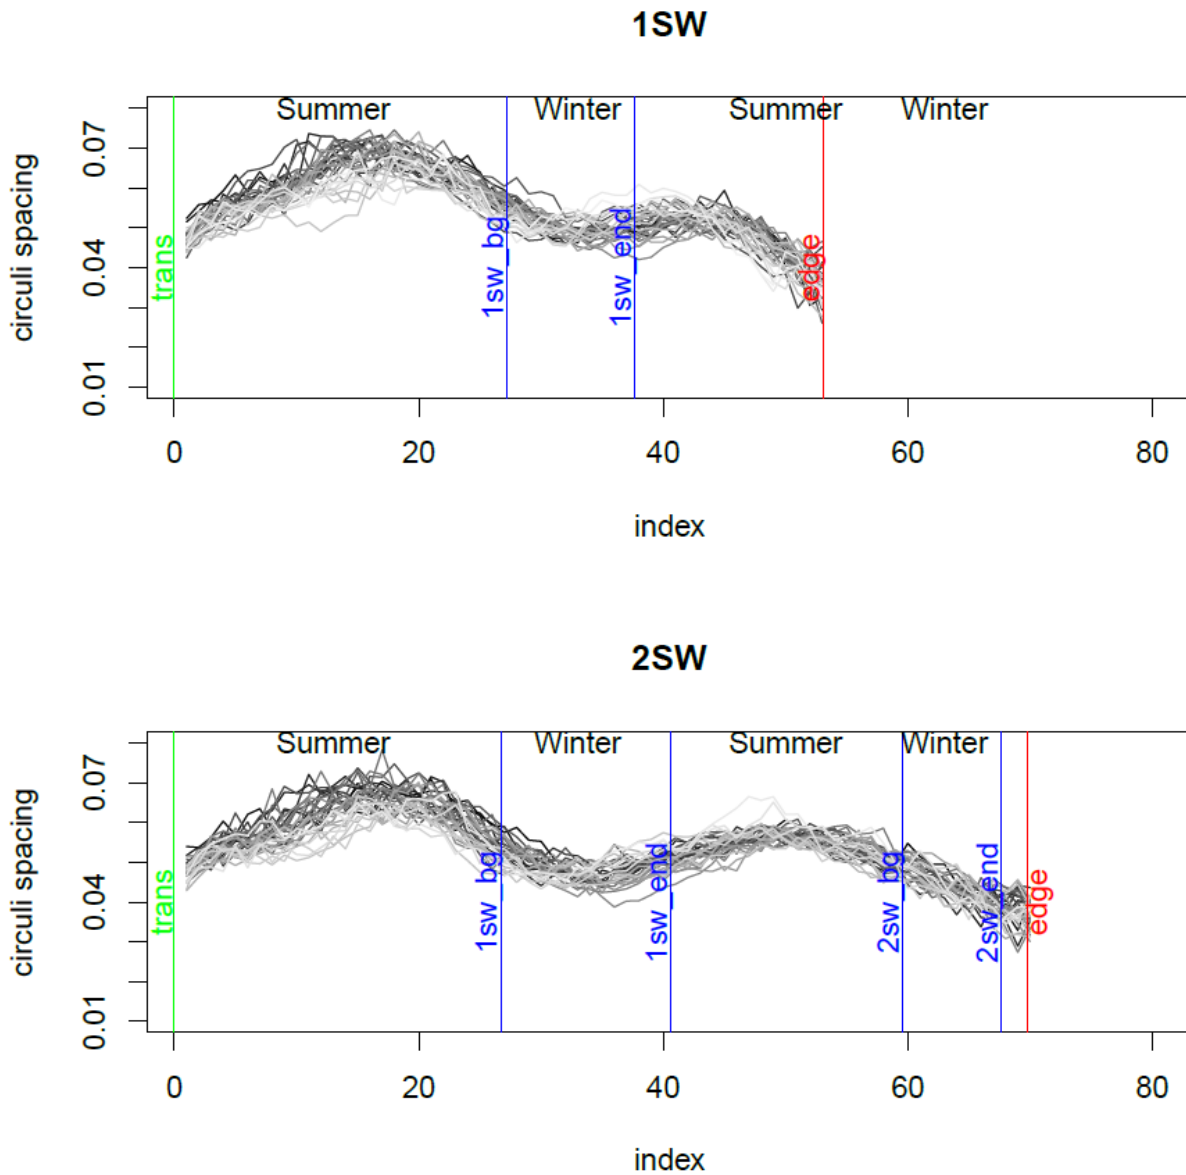 1SW
Summer Winter Summer Winter
circuli spacing
0.07
0.04
0.01
trans
1sw_bg
1sw_end
edge
0 20 40 60 80
index
2SW
Summer Winter Summer Winter
circuli spacing
0.07
0.04
0.01
trans
1sw_bg
1sw_end
2sw_bg
2sw_end
edge
0 20 40 60 80
index